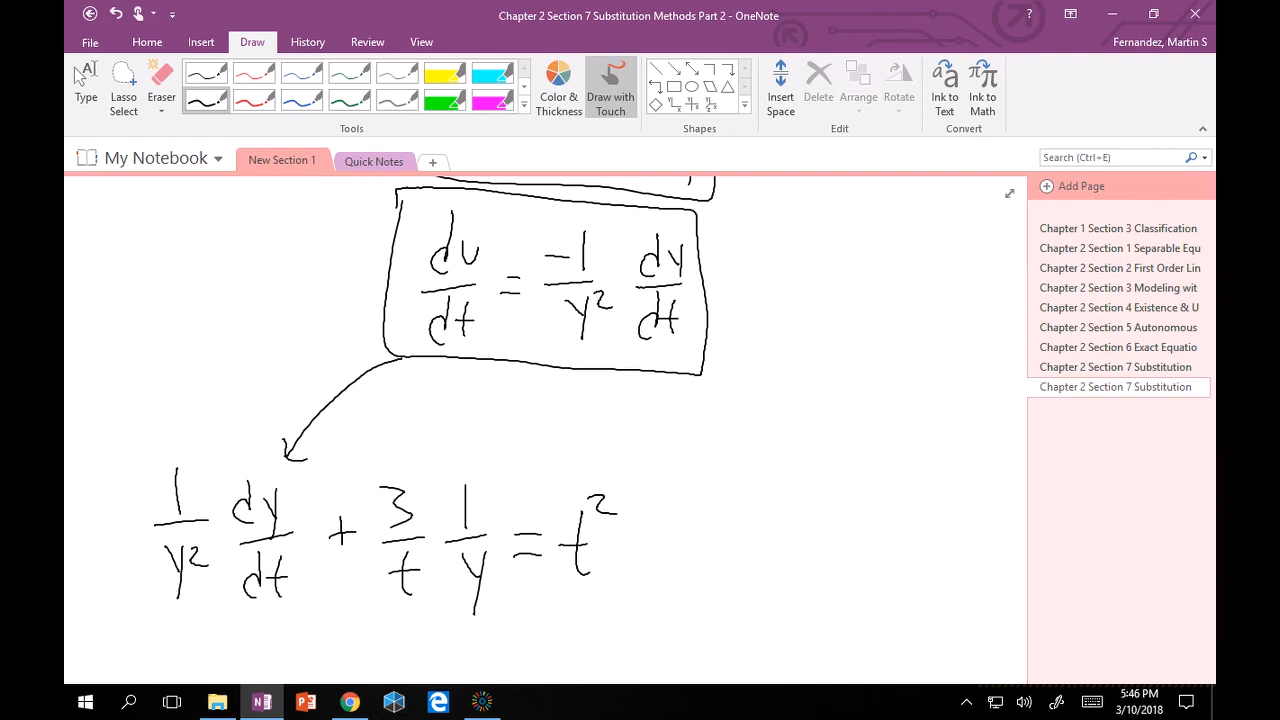 Chapter 2 Section 7 Substitution Methods Part 2 - OneNote
?
File Home Insert Draw History Review View
Fernandez, Martin S
Type
Lasso Select
Eraser
Color & Thickness
Draw with Touch
Insert Space
Delete
Arrange
Rotate
Ink to Text
Ink to Math
Tools Shapes Edit Convert
My Notebook New Section 1 Quick Notes +
Search (Ctrl+E)
Add Page
Chapter 1 Section 3 Classification
Chapter 2 Section 1 Separable Equ
Chapter 2 Section 2 First Order Lin
Chapter 2 Section 3 Modeling wit
Chapter 2 Section 4 Existence & U
Chapter 2 Section 5 Autonomous
Chapter 2 Section 6 Exact Equatio
Chapter 2 Section 7 Substitution
Chapter 2 Section 7 Substitution
du/dt = -1/y² dy/dt
1/y² dy/dt + 3/t 1/y = t²
5:46 PM
3/10/2018